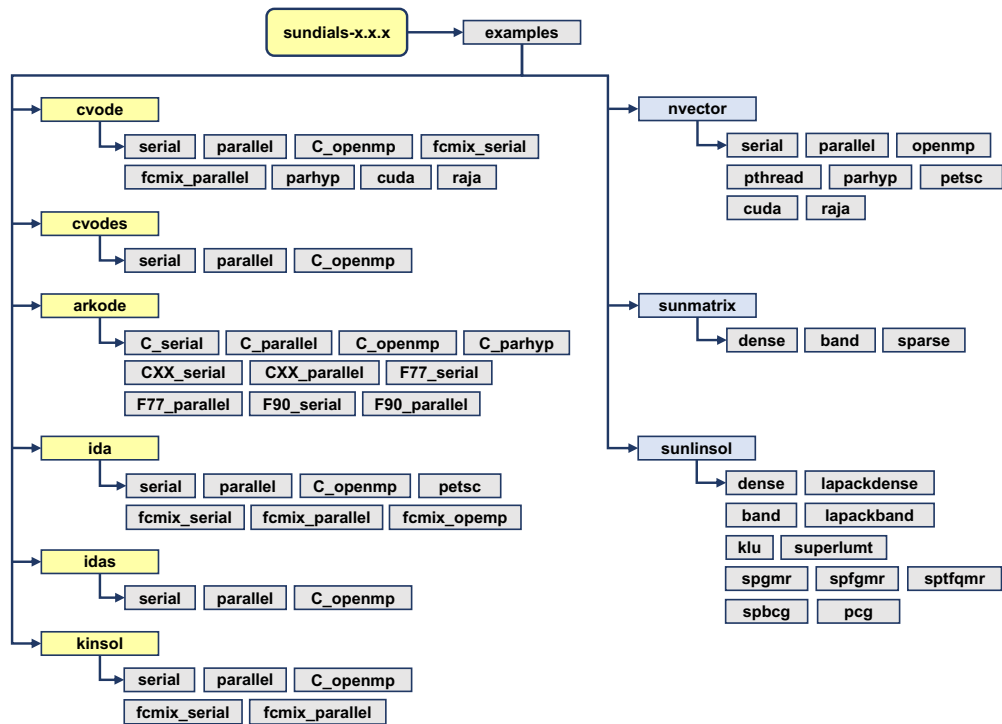 sundials-x.x.x examples
cvode
serial parallel C_openmp fcmix_serial
fcmix_parallel parhyp cuda raja
cvodes
serial parallel C_openmp
arkode
C_serial C_parallel C_openmp C_parhyp
CXX_serial CXX_parallel F77_serial
F77_parallel F90_serial F90_parallel
ida
serial parallel C_openmp petsc
fcmix_serial fcmix_parallel fcmix_opemp
idas
serial parallel C_openmp
kinsol
serial parallel C_openmp
fcmix_serial fcmix_parallel
nvector
serial parallel openmp
pthread parhyp petsc
cuda raja
sunmatrix
dense band sparse
sunlinsol
dense lapackdense
band lapackband
klu superlumt
spgmr spfgmr sptfqmr
spbcg pcg